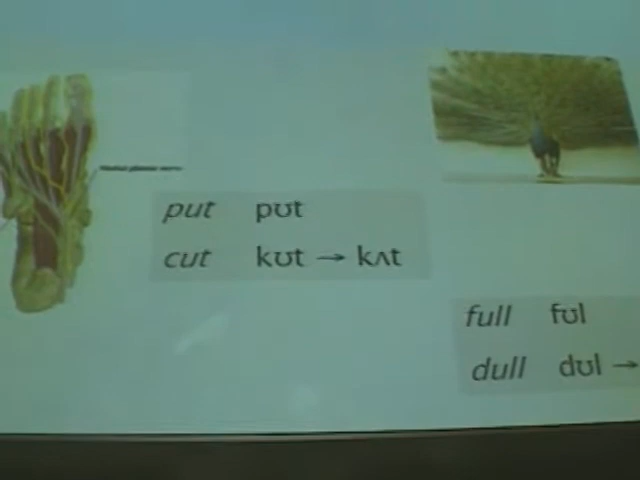 put pʊt
cut kʊt → kʌt
full fʊl
dull dʊl →